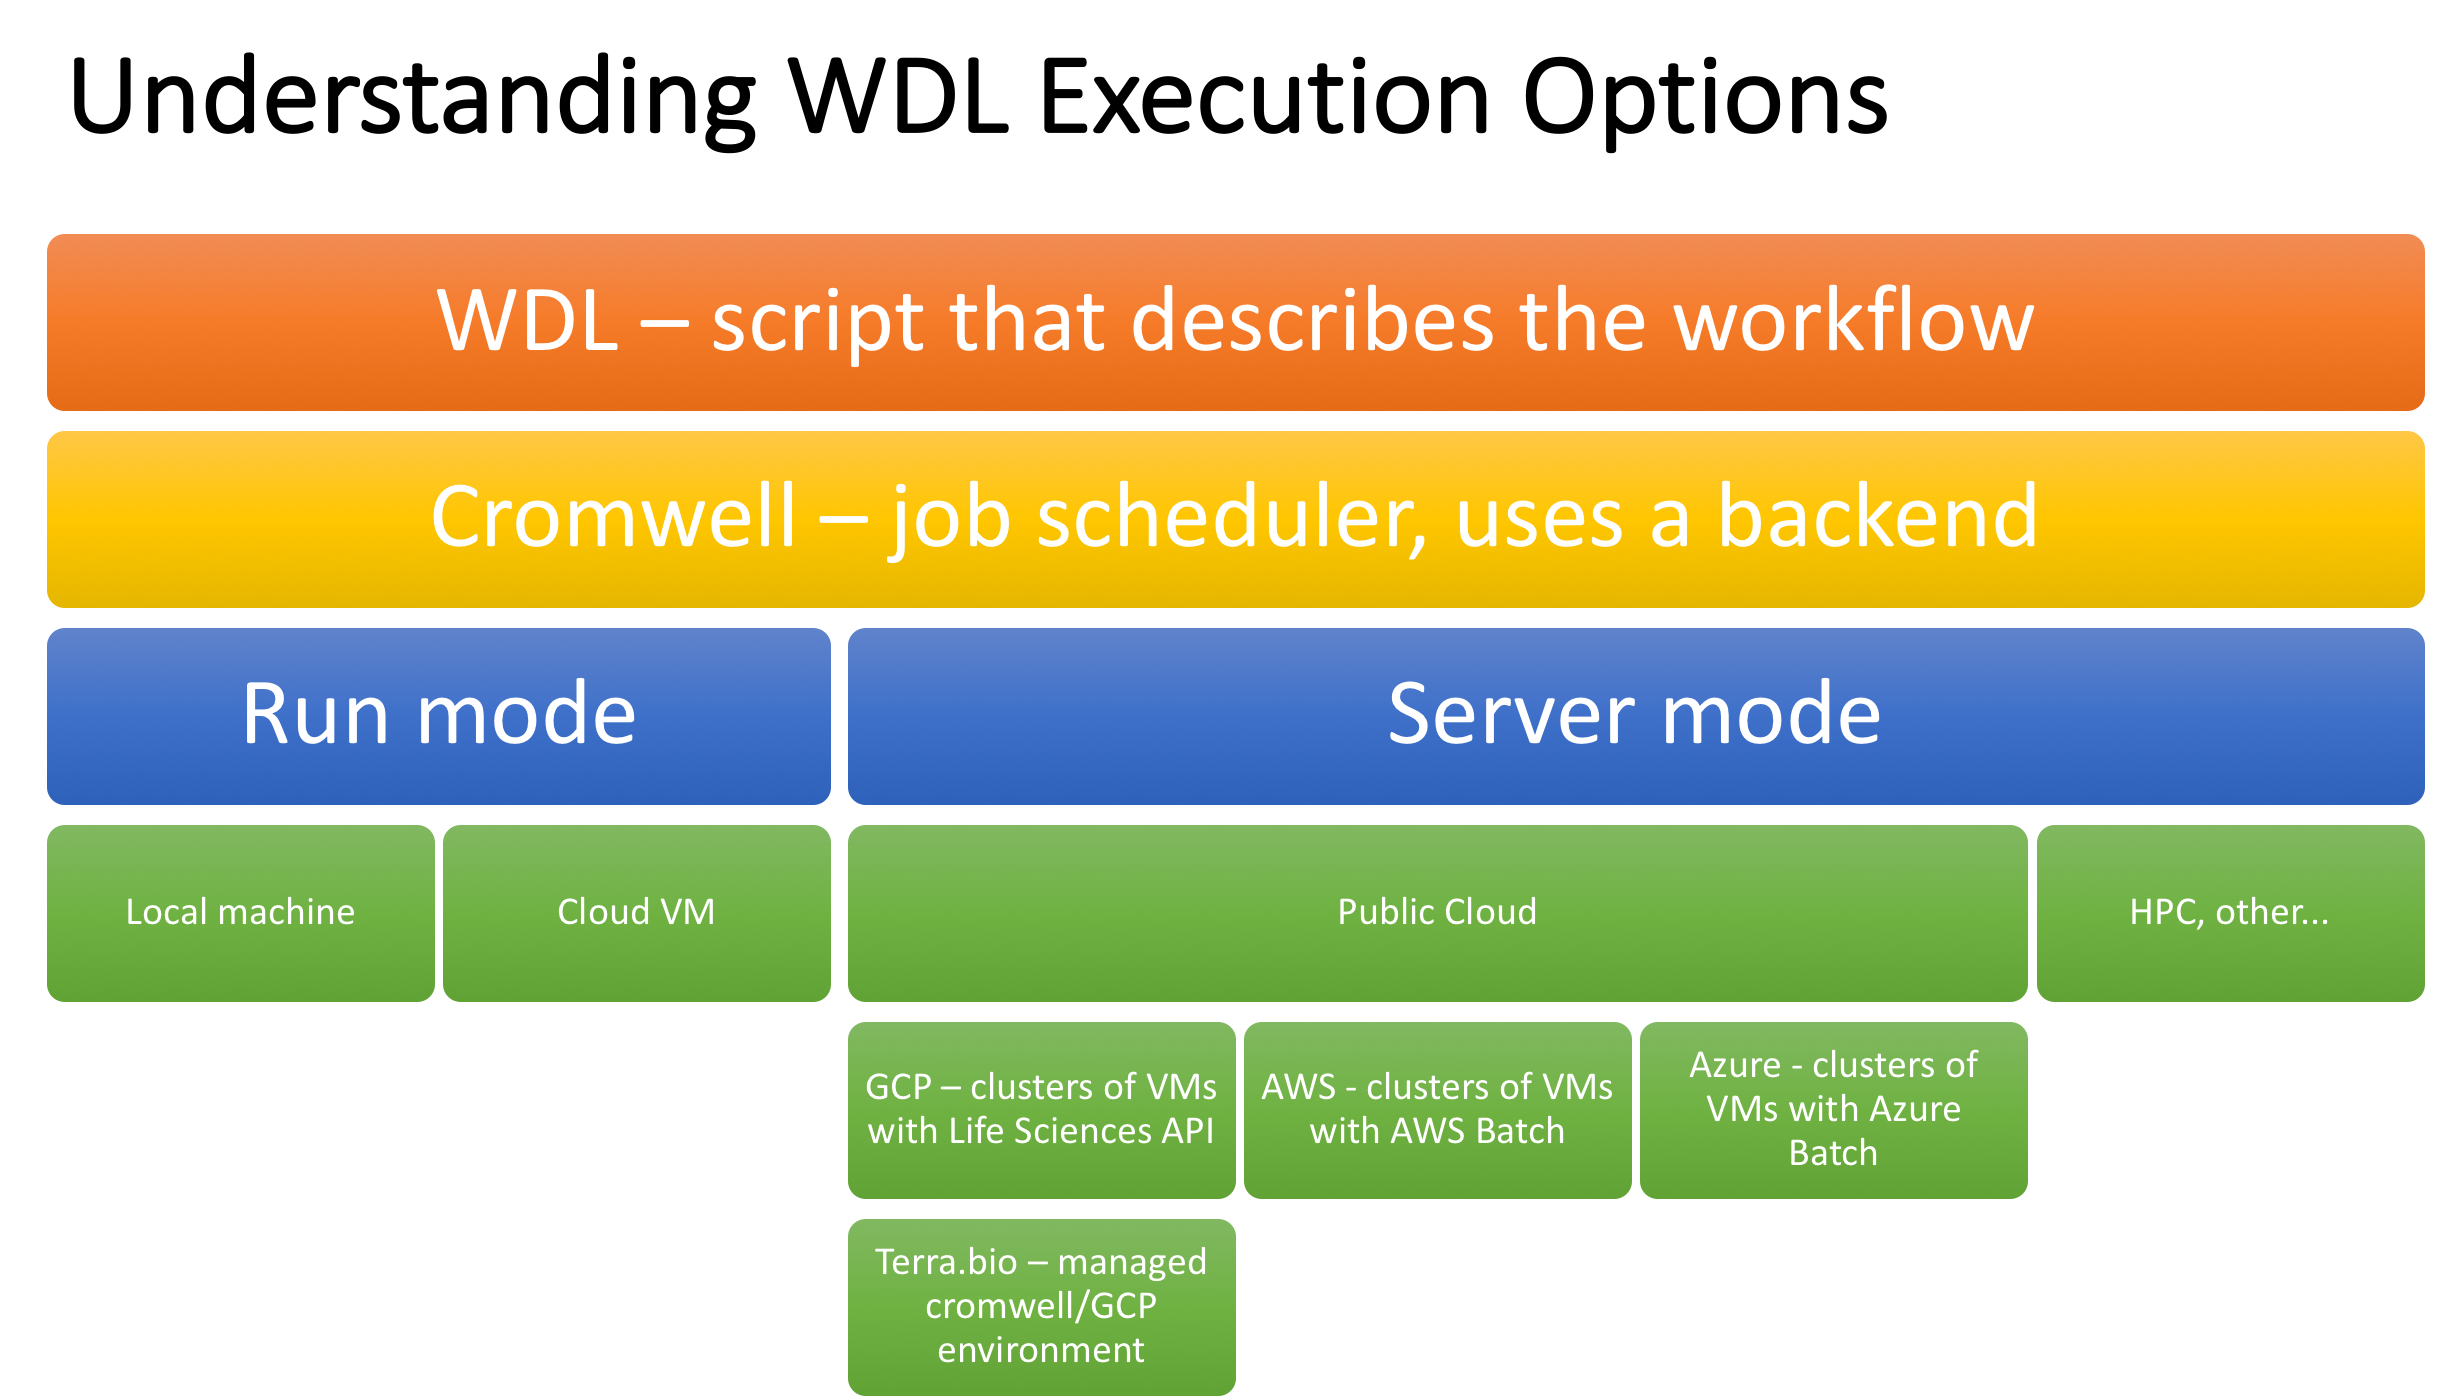 Understanding WDL Execution Options
WDL – script that describes the workflow
Cromwell – job scheduler, uses a backend
Run mode
Server mode
Local machine
Cloud VM
Public Cloud
HPC, other...
GCP – clusters of VMs
with Life Sciences API
AWS - clusters of VMs
with AWS Batch
Azure - clusters of
VMs with Azure
Batch
Terra.bio – managed
cromwell/GCP
environment